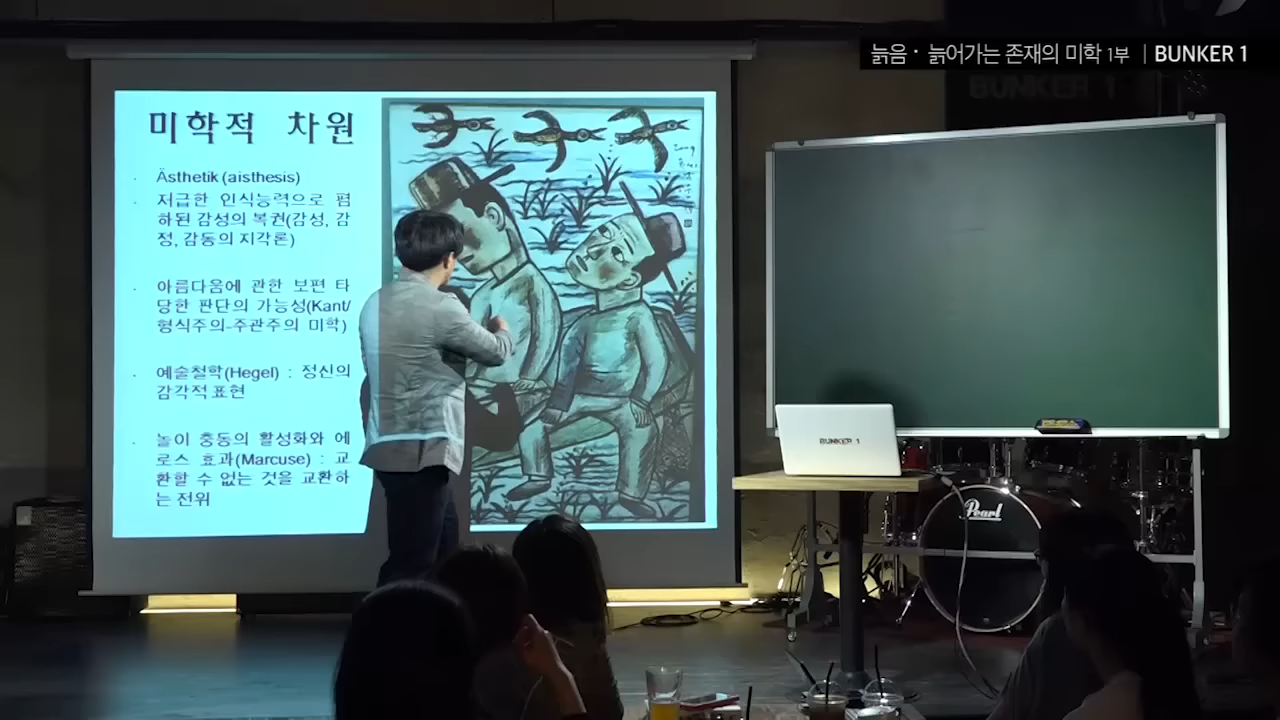 늙음 · 늙어가는 존재의 미학 1부 | BUNKER 1
BUNKER 1
미학적 차원
· Ästhetik (aisthesis)
· 저급한 인식능력으로 폄
하된 감성의 복권(감성, 감
정, 감동의 지각론)
· 아름다움에 관한 보편 타
당한 판단의 가능성(Kant/
형식주의-주관주의 미학)
· 예술철학(Hegel) : 정신의
감각적 표현
· 놀이 충동의 활성화와 에
로스 효과(Marcuse) : 교
환할 수 없는 것을 교환하
는 전위
BUNKER 1
Pearl